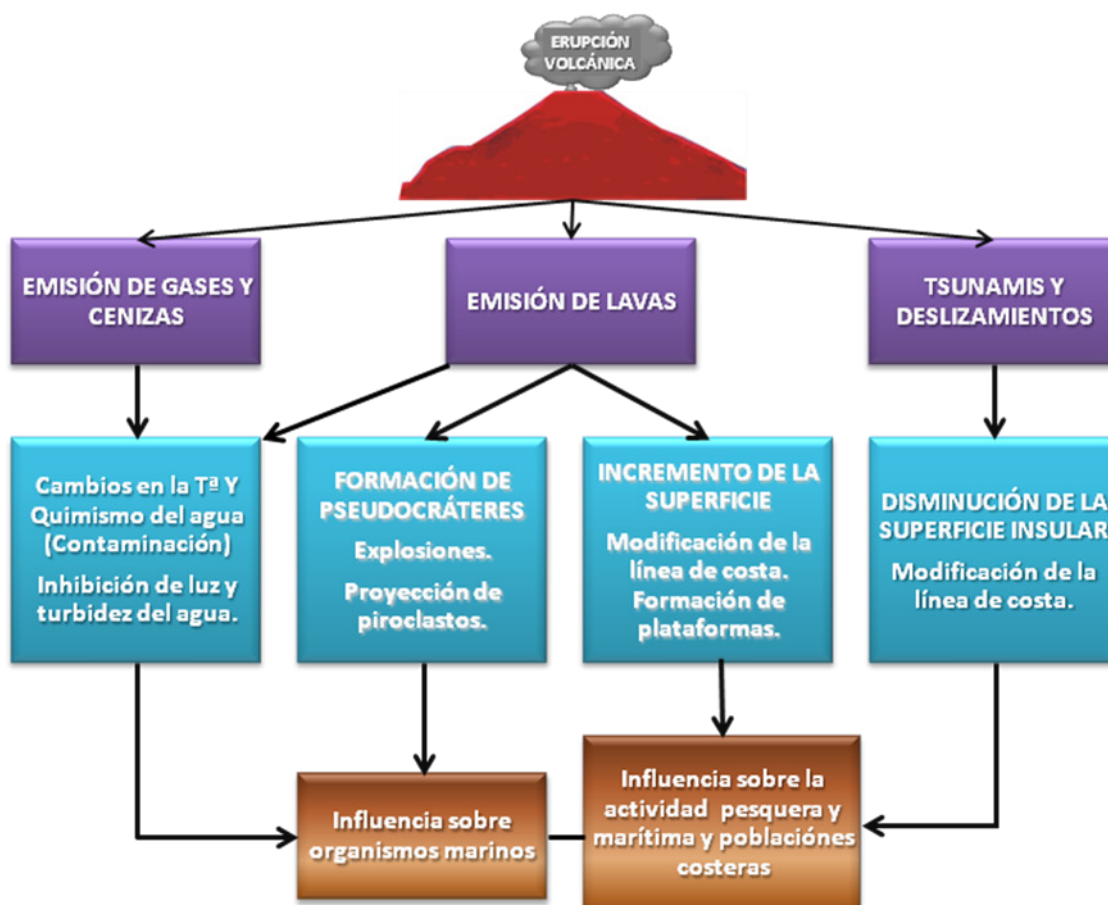 ERUPCIÓN
VOLCÁNICA
EMISIÓN DE GASES Y
CENIZAS
EMISIÓN DE LAVAS
TSUNAMIS Y
DESLIZAMIENTOS
Cambios en la Tª Y
Quimismo del agua
(Contaminación)
Inhibición de luz y
turbidez del agua.
FORMACIÓN DE
PSEUDOCRÁTERES
Explosiones.
Proyección de
piroclastos.
INCREMENTO DE LA
SUPERFICIE
Modificación de la
línea de costa.
Formación de
plataformas.
DISMINUCIÓN DE LA
SUPERFICIE INSULAR
Modificación de la
línea de costa.
Influencia sobre
organismos marinos
Influencia sobre la
actividad pesquera y
marítima y poblaciónes
costeras